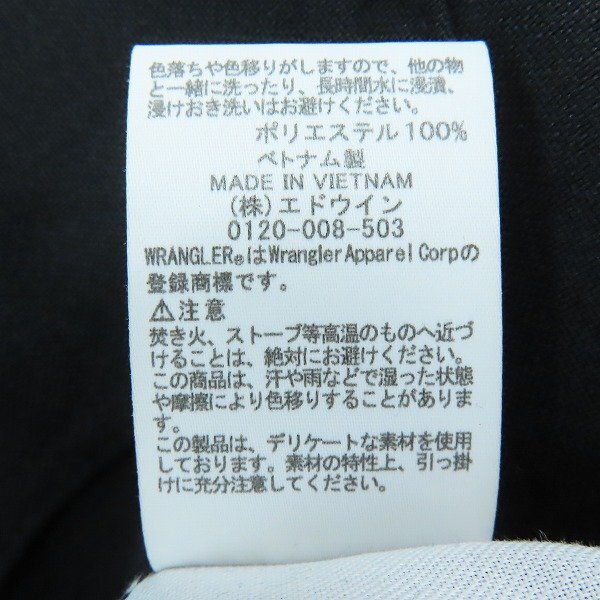 色落ちや色移りがしますので、他の物
と一緒に洗ったり、長時間水に浸漬、
浸けおき洗いはお避けください。
ポリエステル100%
ベトナム製
MADE IN VIETNAM
(株)エドウイン
0120-008-503
WRANGLER®はWrangler Apparel Corpの
登録商標です。
⚠注意
焚き火、ストーブ等高温のものへ近づ
けることは、絶対にお避けください。
この商品は、汗や雨などで湿った状態
や摩擦により色移りすることがありま
す。
この製品は、デリケートな素材を使用
しております。素材の特性上、引っ掛
けに充分注意してください。